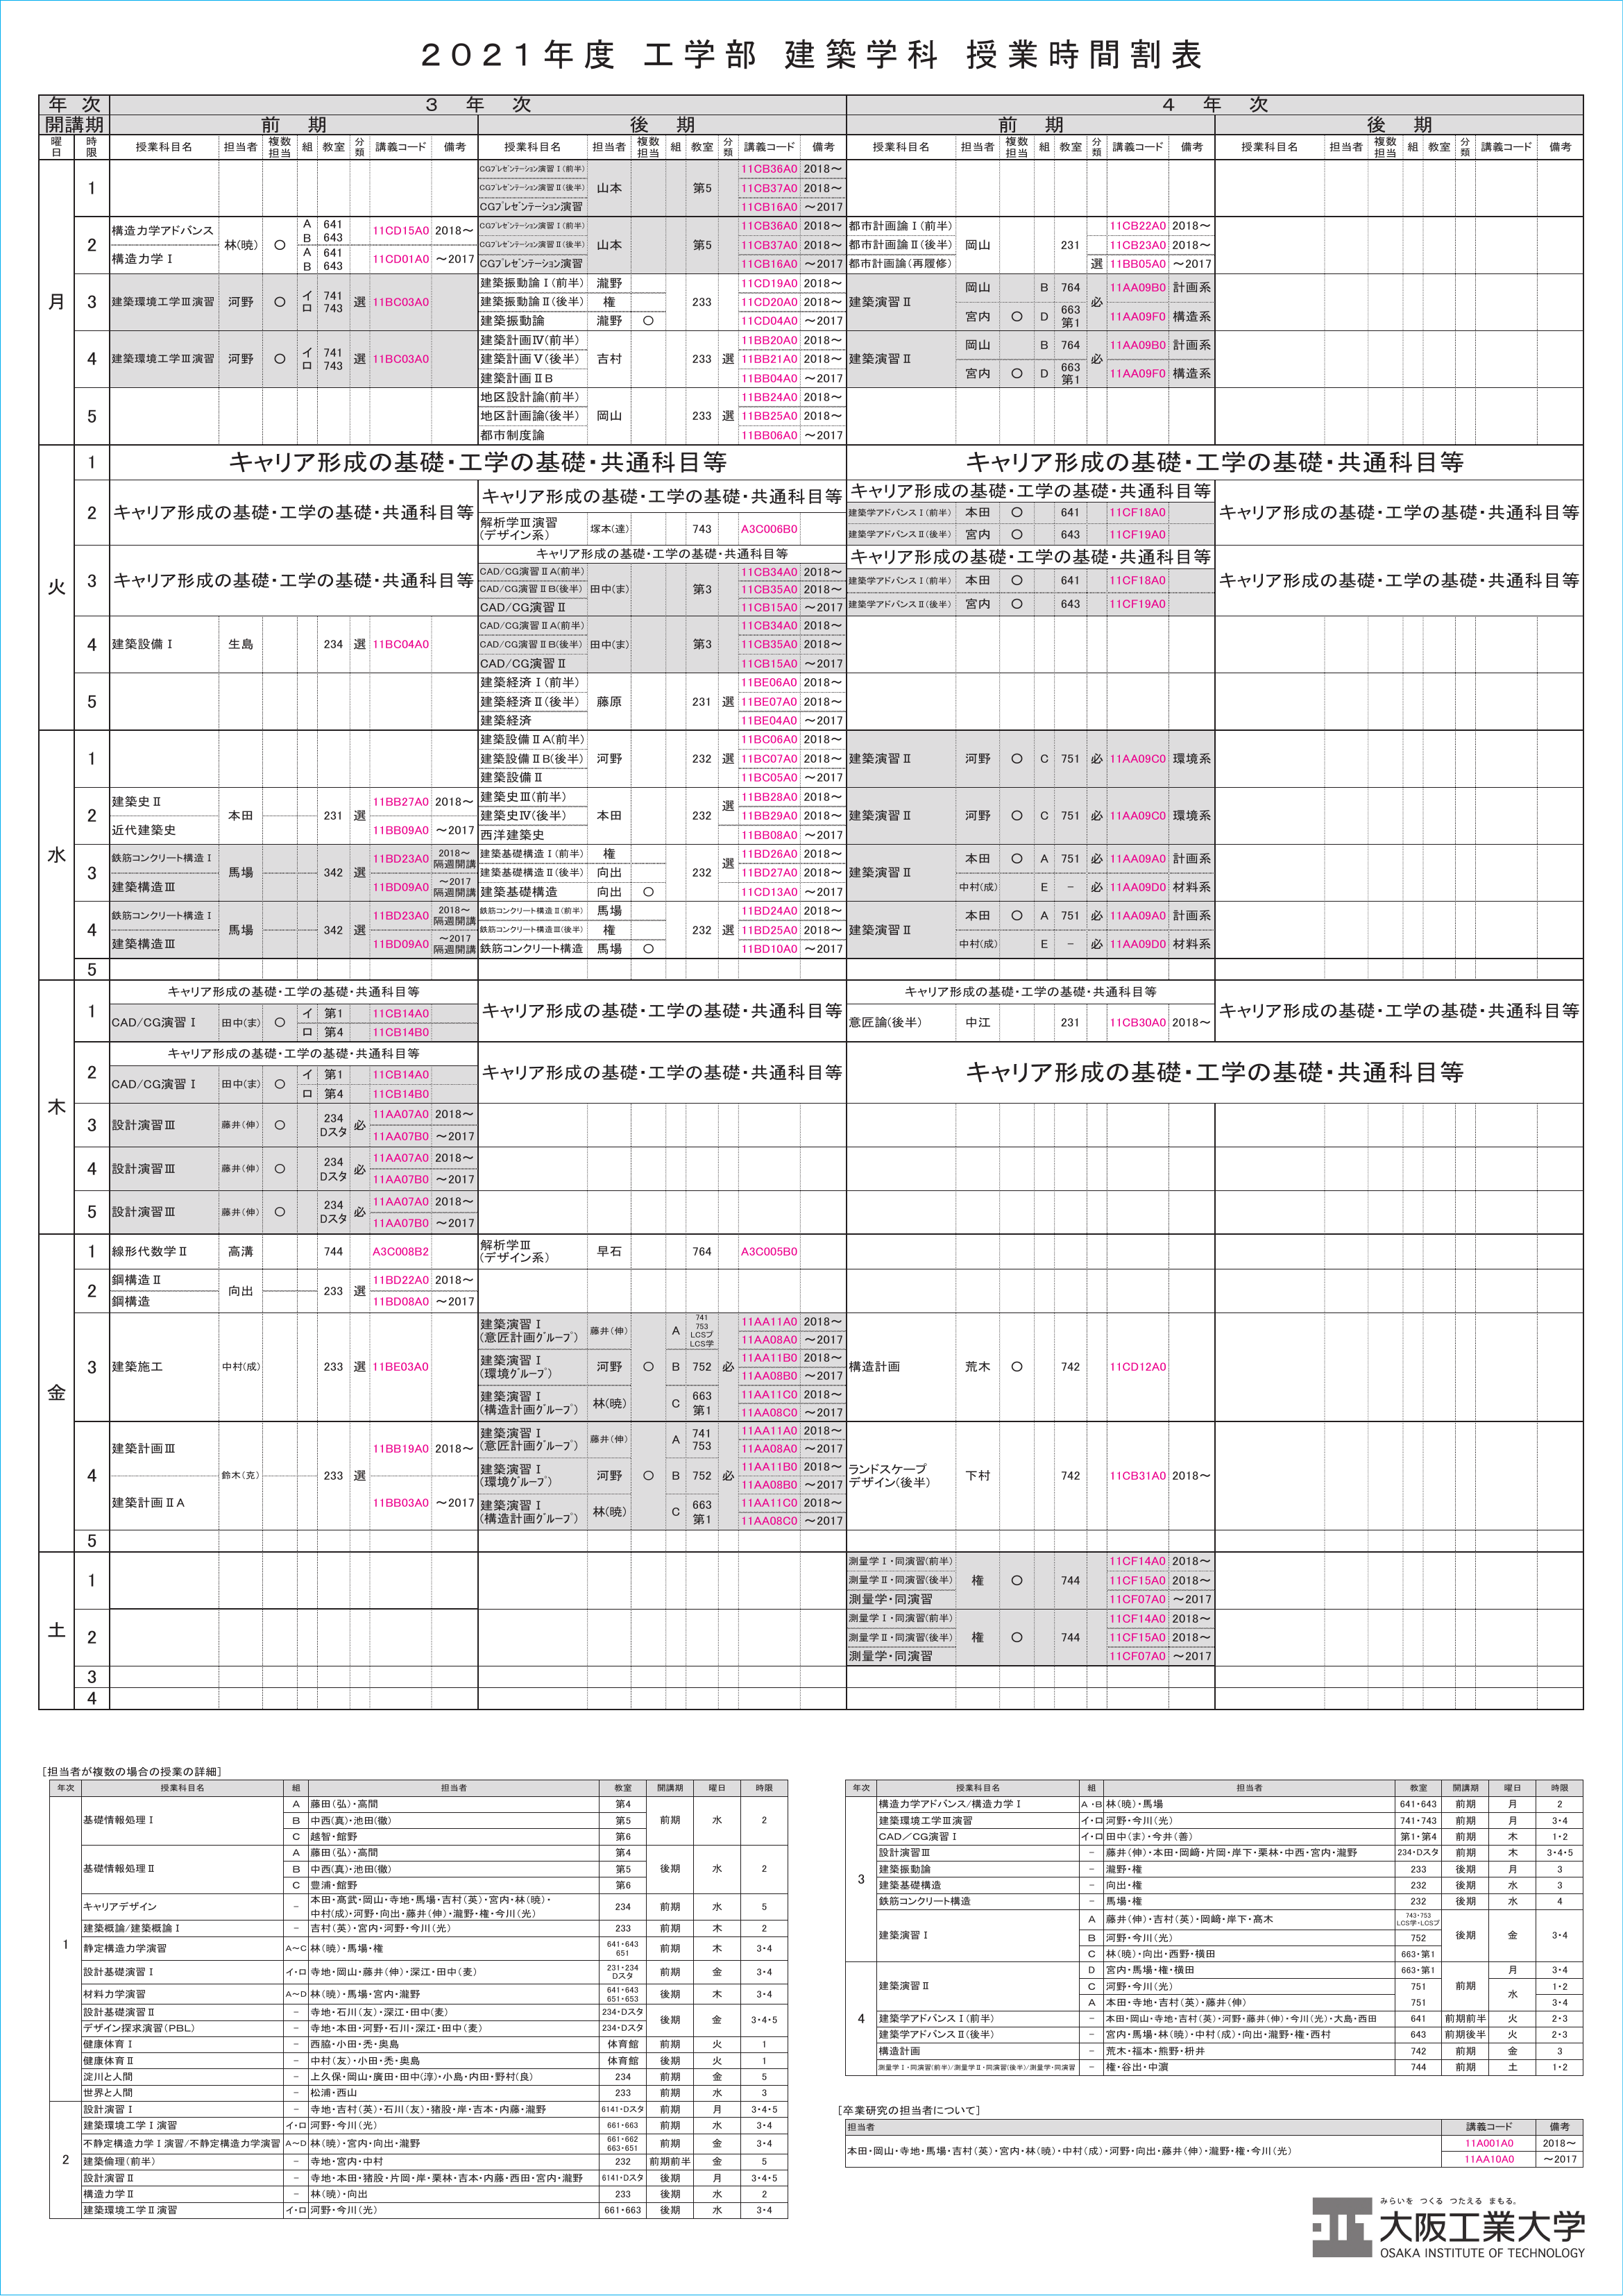 2021年度 工学部 建築学科 授業時間割表
年次 3年次 4年次
開講期 前期 後期 前期 後期
曜日 時限 授業科目名 担当者 複数担当 組 教室 分類 講義コード 備考 授業科目名 担当者 複数担当 組 教室 分類 講義コード 備考 授業科目名 担当者 複数担当 組 教室 分類 講義コード 備考 授業科目名 担当者 複数担当 組 教室 分類 講義コード 備考
月
1
CGプレゼンテーション演習Ⅰ(前半) 11CB36A0 2018〜
CGプレゼンテーション演習Ⅱ(後半) 山本 第5 11CB37A0 2018〜
CGプレゼンテーション演習 11CB16A0 〜2017
2
構造力学アドバンス 林(暁) ○ A 641 B 643 11CD15A0 2018〜
構造力学Ⅰ A 641 B 643 11CD01A0 〜2017
CGプレゼンテーション演習Ⅰ(前半) 11CB36A0 2018〜
CGプレゼンテーション演習Ⅱ(後半) 山本 第5 11CB37A0 2018〜
CGプレゼンテーション演習 11CB16A0 〜2017
都市計画論Ⅰ(前半) 11CB22A0 2018〜
都市計画論Ⅱ(後半) 岡山 231 11CB23A0 2018〜
都市計画論(再履修) 選 11BB05A0 〜2017
3
建築環境工学Ⅲ演習 河野 ○ イ 741 ロ 743 選 11BC03A0
建築振動論Ⅰ(前半) 瀧野 11CD19A0 2018〜
建築振動論Ⅱ(後半) 権 233 11CD20A0 2018〜
建築振動論 瀧野 ○ 11CD04A0 〜2017
建築演習Ⅱ 岡山 B 764 必 11AA09B0 計画系
宮内 ○ D 663 第1 11AA09F0 構造系
4
建築環境工学Ⅲ演習 河野 ○ イ 741 ロ 743 選 11BC03A0
建築計画Ⅳ(前半) 11BB20A0 2018〜
建築計画Ⅴ(後半) 吉村 233 選 11BB21A0 2018〜
建築計画ⅡB 11BB04A0 〜2017
建築演習Ⅱ 岡山 B 764 必 11AA09B0 計画系
宮内 ○ D 663 第1 11AA09F0 構造系
5
地区設計論(前半) 11BB24A0 2018〜
地区計画論(後半) 岡山 233 選 11BB25A0 2018〜
都市制度論 11BB06A0 〜2017
火
1 キャリア形成の基礎・工学の基礎・共通科目等 キャリア形成の基礎・工学の基礎・共通科目等
2 キャリア形成の基礎・工学の基礎・共通科目等
キャリア形成の基礎・工学の基礎・共通科目等
解析学Ⅲ演習(デザイン系) 塚本(達) 743 A3C006B0
キャリア形成の基礎・工学の基礎・共通科目等
建築学アドバンスⅠ(前半) 本田 ○ 641 11CF18A0
建築学アドバンスⅡ(後半) 宮内 ○ 643 11CF19A0
キャリア形成の基礎・工学の基礎・共通科目等
3 キャリア形成の基礎・工学の基礎・共通科目等
キャリア形成の基礎・工学の基礎・共通科目等
CAD/CG演習ⅡA(前半) 11CB34A0 2018〜
CAD/CG演習ⅡB(後半) 田中(ま) 第3 11CB35A0 2018〜
CAD/CG演習Ⅱ 11CB15A0 〜2017
キャリア形成の基礎・工学の基礎・共通科目等
建築学アドバンスⅠ(前半) 本田 ○ 641 11CF18A0
建築学アドバンスⅡ(後半) 宮内 ○ 643 11CF19A0
キャリア形成の基礎・工学の基礎・共通科目等
4
建築設備Ⅰ 生島 234 選 11BC04A0
CAD/CG演習ⅡA(前半) 11CB34A0 2018〜
CAD/CG演習ⅡB(後半) 田中(ま) 第3 11CB35A0 2018〜
CAD/CG演習Ⅱ 11CB15A0 〜2017
5
建築経済Ⅰ(前半) 11BE06A0 2018〜
建築経済Ⅱ(後半) 藤原 231 選 11BE07A0 2018〜
建築経済 11BE04A0 〜2017
水
1
建築設備ⅡA(前半) 11BC06A0 2018〜
建築設備ⅡB(後半) 河野 232 選 11BC07A0 2018〜
建築設備Ⅱ 11BC05A0 〜2017
建築演習Ⅱ 河野 ○ C 751 必 11AA09C0 環境系
2
建築史Ⅱ 本田 231 選 11BB27A0 2018〜
近代建築史 11BB09A0 〜2017
建築史Ⅲ(前半) 選 11BB28A0 2018〜
建築史Ⅳ(後半) 本田 232 11BB29A0 2018〜
西洋建築史 11BB08A0 〜2017
建築演習Ⅱ 河野 ○ C 751 必 11AA09C0 環境系
3
鉄筋コンクリート構造Ⅰ 馬場 342 選 11BD23A0 2018〜 隔週開講
建築構造Ⅲ 11BD09A0 〜2017 隔週開講
建築基礎構造Ⅰ(前半) 権 選 11BD26A0 2018〜
建築基礎構造Ⅱ(後半) 向出 232 11BD27A0 2018〜
建築基礎構造 向出 ○ 11CD13A0 〜2017
建築演習Ⅱ 本田 ○ A 751 必 11AA09A0 計画系
中村(成) E − 必 11AA09D0 材料系
4
鉄筋コンクリート構造Ⅰ 馬場 342 選 11BD23A0 2018〜 隔週開講
建築構造Ⅲ 11BD09A0 〜2017 隔週開講
鉄筋コンクリート構造Ⅱ(前半) 馬場 11BD24A0 2018〜
鉄筋コンクリート構造Ⅲ(後半) 権 232 選 11BD25A0 2018〜
鉄筋コンクリート構造 馬場 ○ 11BD10A0 〜2017
建築演習Ⅱ 本田 ○ A 751 必 11AA09A0 計画系
中村(成) E − 必 11AA09D0 材料系
5
木
1
キャリア形成の基礎・工学の基礎・共通科目等
CAD/CG演習Ⅰ 田中(ま) ○ イ 第1 11CB14A0
ロ 第4 11CB14B0
キャリア形成の基礎・工学の基礎・共通科目等
キャリア形成の基礎・工学の基礎・共通科目等
意匠論(後半) 中江 231 11CB30A0 2018〜
キャリア形成の基礎・工学の基礎・共通科目等
2
キャリア形成の基礎・工学の基礎・共通科目等
CAD/CG演習Ⅰ 田中(ま) ○ イ 第1 11CB14A0
ロ 第4 11CB14B0
キャリア形成の基礎・工学の基礎・共通科目等
キャリア形成の基礎・工学の基礎・共通科目等
3 設計演習Ⅲ 藤井(伸) ○ 234 Dスタ 必 11AA07A0 2018〜
11AA07B0 〜2017
4 設計演習Ⅲ 藤井(伸) ○ 234 Dスタ 必 11AA07A0 2018〜
11AA07B0 〜2017
5 設計演習Ⅲ 藤井(伸) ○ 234 Dスタ 必 11AA07A0 2018〜
11AA07B0 〜2017
金
1 線形代数学Ⅱ 高溝 744 A3C008B2 解析学Ⅲ(デザイン系) 早石 764 A3C005B0
2 鋼構造Ⅱ 向出 233 選 11BD22A0 2018〜
鋼構造 11BD08A0 〜2017
3 建築施工 中村(成) 233 選 11BE03A0
建築演習Ⅰ(意匠計画グループ) 藤井(伸) A 741 753 LCSプ LCS学 11AA11A0 2018〜
11AA08A0 〜2017
建築演習Ⅰ(環境グループ) 河野 ○ B 752 必 11AA11B0 2018〜
11AA08B0 〜2017
建築演習Ⅰ(構造計画グループ) 林(暁) C 663 第1 11AA11C0 2018〜
11AA08C0 〜2017
構造計画 荒木 ○ 742 11CD12A0
4
建築計画Ⅲ 鈴木(克) 233 選 11BB19A0 2018〜
建築計画ⅡA 11BB03A0 〜2017
建築演習Ⅰ(意匠計画グループ) 藤井(伸) A 741 753 11AA11A0 2018〜
11AA08A0 〜2017
建築演習Ⅰ(環境グループ) 河野 ○ B 752 必 11AA11B0 2018〜
11AA08B0 〜2017
建築演習Ⅰ(構造計画グループ) 林(暁) C 663 第1 11AA11C0 2018〜
11AA08C0 〜2017
ランドスケープデザイン(後半) 下村 742 11CB31A0 2018〜
5
土
1
測量学Ⅰ・同演習(前半) 11CF14A0 2018〜
測量学Ⅱ・同演習(後半) 権 ○ 744 11CF15A0 2018〜
測量学・同演習 11CF07A0 〜2017
2
測量学Ⅰ・同演習(前半) 11CF14A0 2018〜
測量学Ⅱ・同演習(後半) 権 ○ 744 11CF15A0 2018〜
測量学・同演習 11CF07A0 〜2017
3
4
[担当者が複数の場合の授業の詳細]
年次 授業科目名 組 担当者 教室 開講期 曜日 時限
1
基礎情報処理Ⅰ A 藤田(弘)・高間 第4 前期 水 2
B 中西(真)・池田(徹) 第5
C 越智・館野 第6
基礎情報処理Ⅱ A 藤田(弘)・高間 第4 後期 水 2
B 中西(真)・池田(徹) 第5
C 豊浦・館野 第6
キャリアデザイン − 本田・髙武・岡山・寺地・馬場・吉村(英)・宮内・林(暁)・
中村(成)・河野・向出・藤井(伸)・瀧野・権・今川(光) 234 前期 水 5
建築概論/建築概論Ⅰ − 吉村(英)・宮内・河野・今川(光) 233 前期 木 2
静定構造力学演習 A〜C 林(暁)・馬場・権 641・643 651 前期 木 3・4
設計基礎演習Ⅰ イ・ロ 寺地・岡山・藤井(伸)・深江・田中(麦) 231・234 Dスタ 前期 金 3・4
材料力学演習 A〜D 林(暁)・馬場・宮内・瀧野 641・643 651・653 後期 木 3・4
設計基礎演習Ⅱ − 寺地・石川(友)・深江・田中(麦) 234・Dスタ 後期 金 3・4・5
デザイン探求演習(PBL) − 寺地・本田・河野・石川・深江・田中(麦) 234・Dスタ
健康体育Ⅰ − 西脇・小田・禿・奥島 体育館 前期 火 1
健康体育Ⅱ − 中村(友)・小田・禿・奥島 体育館 後期 火 1
淀川と人間 − 上久保・岡山・廣田・田中(淳)・小島・内田・野村(良) 234 前期 金 5
世界と人間 − 松浦・西山 233 前期 水 3
2
設計演習Ⅰ − 寺地・吉村(英)・石川(友)・猪股・岸・吉本・内藤・瀧野 6141・Dスタ 前期 月 3・4・5
建築環境工学Ⅰ演習 イ・ロ 河野・今川(光) 661・663 前期 水 3・4
不静定構造力学Ⅰ演習/不静定構造力学演習 A〜D 林(暁)・宮内・向出・瀧野 661・662 663・651 前期 金 3・4
建築倫理(前半) − 寺地・宮内・中村 232 前期前半 金 5
設計演習Ⅱ − 寺地・本田・猪股・片岡・岸・栗林・吉本・内藤・西田・宮内・瀧野 6141・Dスタ 後期 月 3・4・5
構造力学Ⅱ − 林(暁)・向出 233 後期 水 2
建築環境工学Ⅱ演習 イ・ロ 河野・今川(光) 661・663 後期 水 3・4
年次 授業科目名 組 担当者 教室 開講期 曜日 時限
3
構造力学アドバンス/構造力学Ⅰ A・B 林(暁)・馬場 641・643 前期 月 2
建築環境工学Ⅲ演習 イ・ロ 河野・今川(光) 741・743 前期 月 3・4
CAD/CG演習Ⅰ イ・ロ 田中(ま)・今井(善) 第1・第4 前期 木 1・2
設計演習Ⅲ − 藤井(伸)・本田・岡﨑・片岡・岸下・栗林・中西・宮内・瀧野 234・Dスタ 前期 木 3・4・5
建築振動論 − 瀧野・権 233 後期 月 3
建築基礎構造 − 向出・権 232 後期 水 3
鉄筋コンクリート構造 − 馬場・権 232 後期 水 4
建築演習Ⅰ A 藤井(伸)・吉村(英)・岡﨑・岸下・髙木 743・753 LCS学・LCSプ 後期 金 3・4
B 河野・今川(光) 752
C 林(暁)・向出・西野・横田 663・第1
4
建築演習Ⅱ D 宮内・馬場・権・横田 663・第1 前期 月 3・4
C 河野・今川(光) 751 水 1・2
A 本田・寺地・吉村(英)・藤井(伸) 751 3・4
建築学アドバンスⅠ(前半) − 本田・岡山・寺地・吉村(英)・河野・藤井(伸)・今川(光)・大島・西田 641 前期前半 火 2・3
建築学アドバンスⅡ(後半) − 宮内・馬場・林(暁)・中村(成)・向出・瀧野・権・西村 643 前期後半 火 2・3
構造計画 − 荒木・福本・熊野・枡井 742 前期 金 3
測量学Ⅰ・同演習(前半)/測量学Ⅱ・同演習(後半)/測量学・同演習 − 権・谷出・中濵 744 前期 土 1・2
[卒業研究の担当者について]
担当者 講義コード 備考
本田・岡山・寺地・馬場・吉村(英)・宮内・林(暁)・中村(成)・河野・向出・藤井(伸)・瀧野・権・今川(光) 11A001A0 2018〜
11AA10A0 〜2017
みらいを つくる つたえる まもる。
大阪工業大学
OSAKA INSTITUTE OF TECHNOLOGY